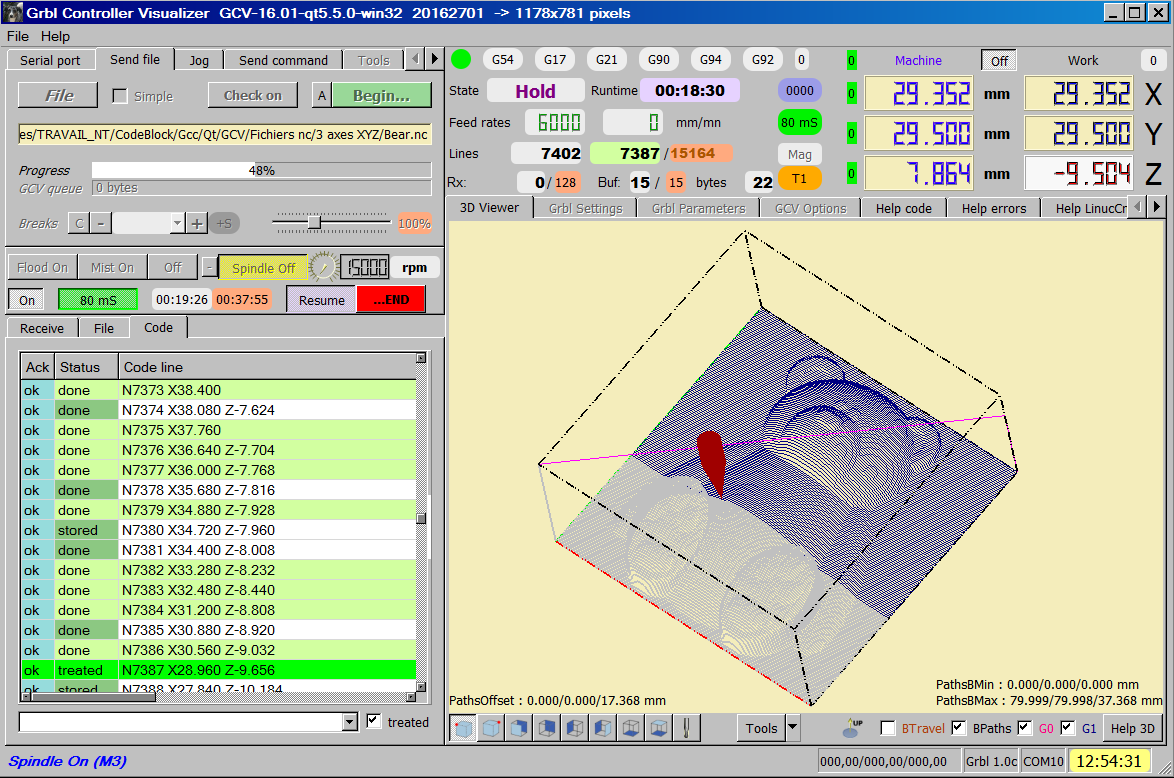 Grbl Controller Visualizer GCV-16.01-qt5.5.0-win32 20162701 -> 1178x781 pixels
File Help
Serial port Send file Jog Send command Tools
File Simple Check on A Begin...
es/TRAVAIL_NT/CodeBlock/Gcc/Qt/GCV/Fichiers nc/3 axes XYZ/Bear.nc
Progress 48%
GCV queue 0 bytes
Breaks C - + +S 100%
Flood On Mist On Off - Spindle Off 15000 rpm
On 80 mS 00:19:26 00:37:55 Resume ...END
Receive File Code
Ack Status Code line
ok done N7373 X38.400
ok done N7374 X38.080 Z-7.624
ok done N7375 X37.760
ok done N7376 X36.640 Z-7.704
ok done N7377 X36.000 Z-7.768
ok done N7378 X35.680 Z-7.816
ok done N7379 X34.880 Z-7.928
ok stored N7380 X34.720 Z-7.960
ok done N7381 X34.400 Z-8.008
ok done N7382 X33.280 Z-8.232
ok done N7383 X32.480 Z-8.440
ok done N7384 X31.200 Z-8.808
ok done N7385 X30.880 Z-8.920
ok done N7386 X30.560 Z-9.032
ok treated N7387 X28.960 Z-9.656
ok stored N7388 X27.840 Z-10.184
treated
Spindle On (M3)
G54 G17 G21 G90 G94 G92 0
State Hold Runtime 00:18:30 0000
Feed rates 6000 0 mm/mn 80 mS
Lines 7402 7387 /15164 Mag
Rx: 0 / 128 Buf: 15 / 15 bytes 22 T1
0 Machine Off Work 0
0 29.352 mm 29.352 X
0 29.500 mm 29.500 Y
0 7.864 mm -9.504 Z
3D Viewer Grbl Settings Grbl Parameters GCV Options Help code Help errors Help LinucCn
PathsOffset : 0.000/0.000/17.368 mm
PathsBMin : 0.000/0.000/0.000 mm
PathsBMax : 79.999/79.998/37.368 mm
Tools UP BTravel BPaths G0 G1 Help 3D
000,00/000,00/000,00 Grbl 1.0c COM10 12:54:31